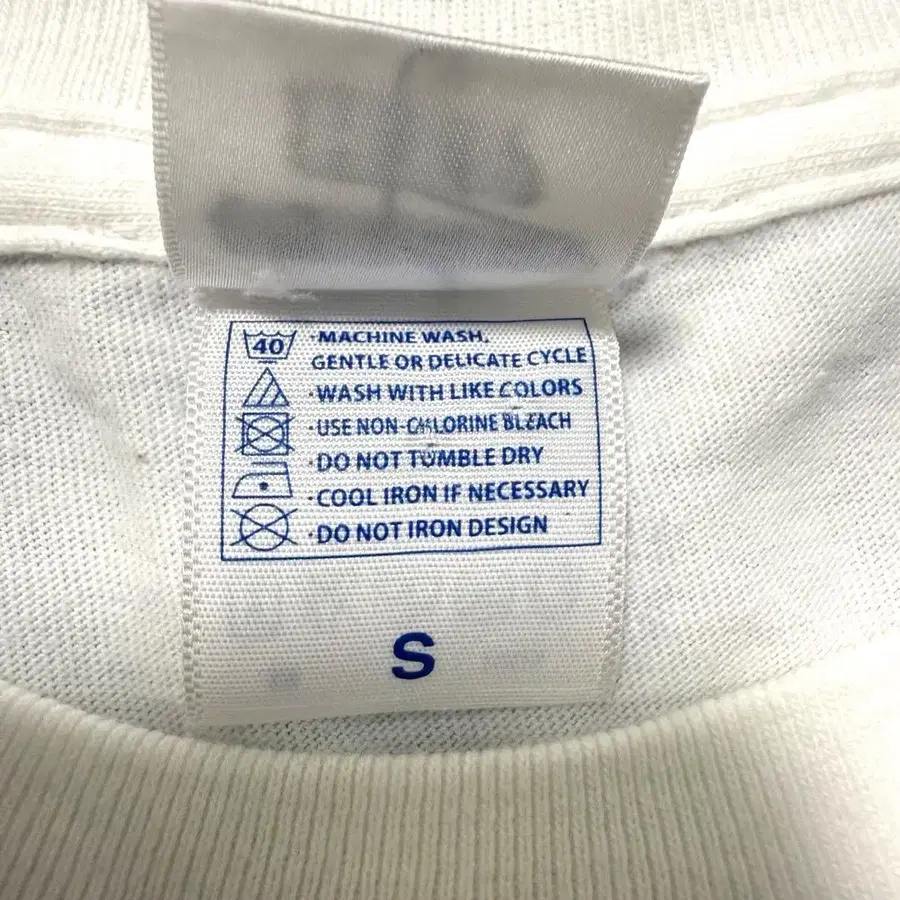 40
·MACHINE WASH,
GENTLE OR DELICATE CYCLE
·WASH WITH LIKE COLORS
·USE NON-CHLORINE BLEACH
·DO NOT TUMBLE DRY
·COOL IRON IF NECESSARY
·DO NOT IRON DESIGN
S